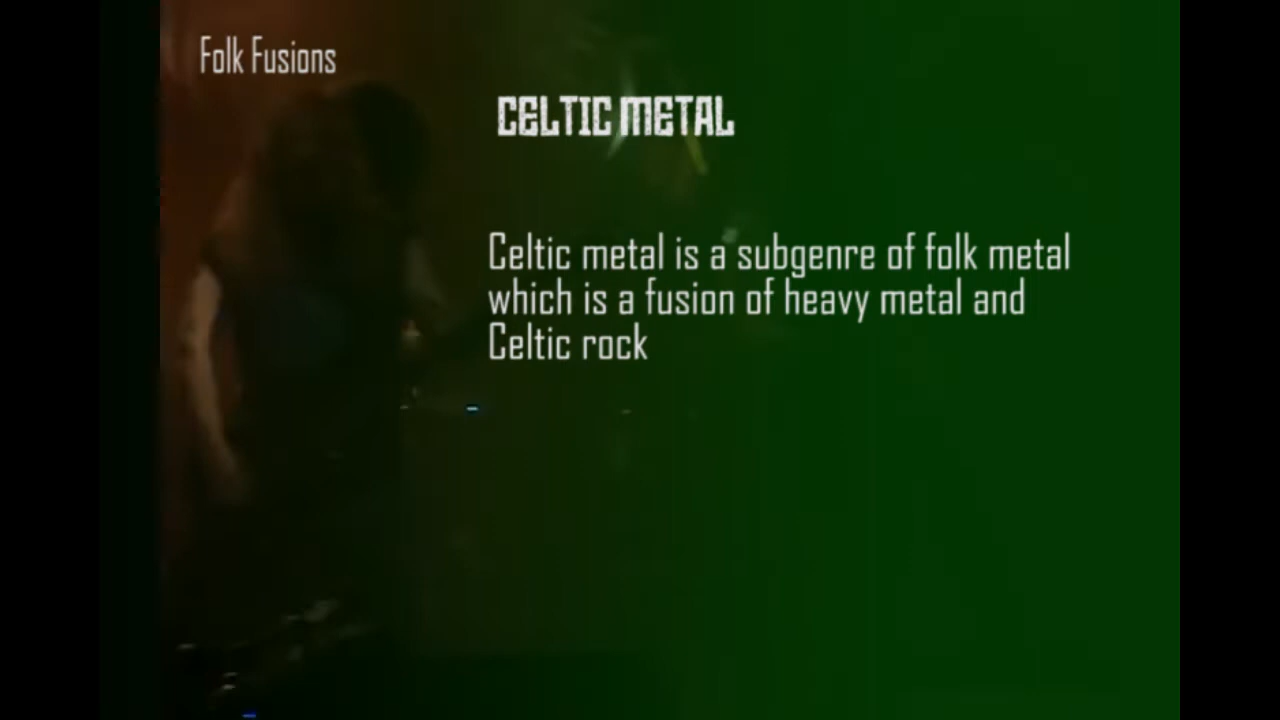 Folk Fusions
CELTIC METAL
Celtic metal is a subgenre of folk metal
which is a fusion of heavy metal and
Celtic rock